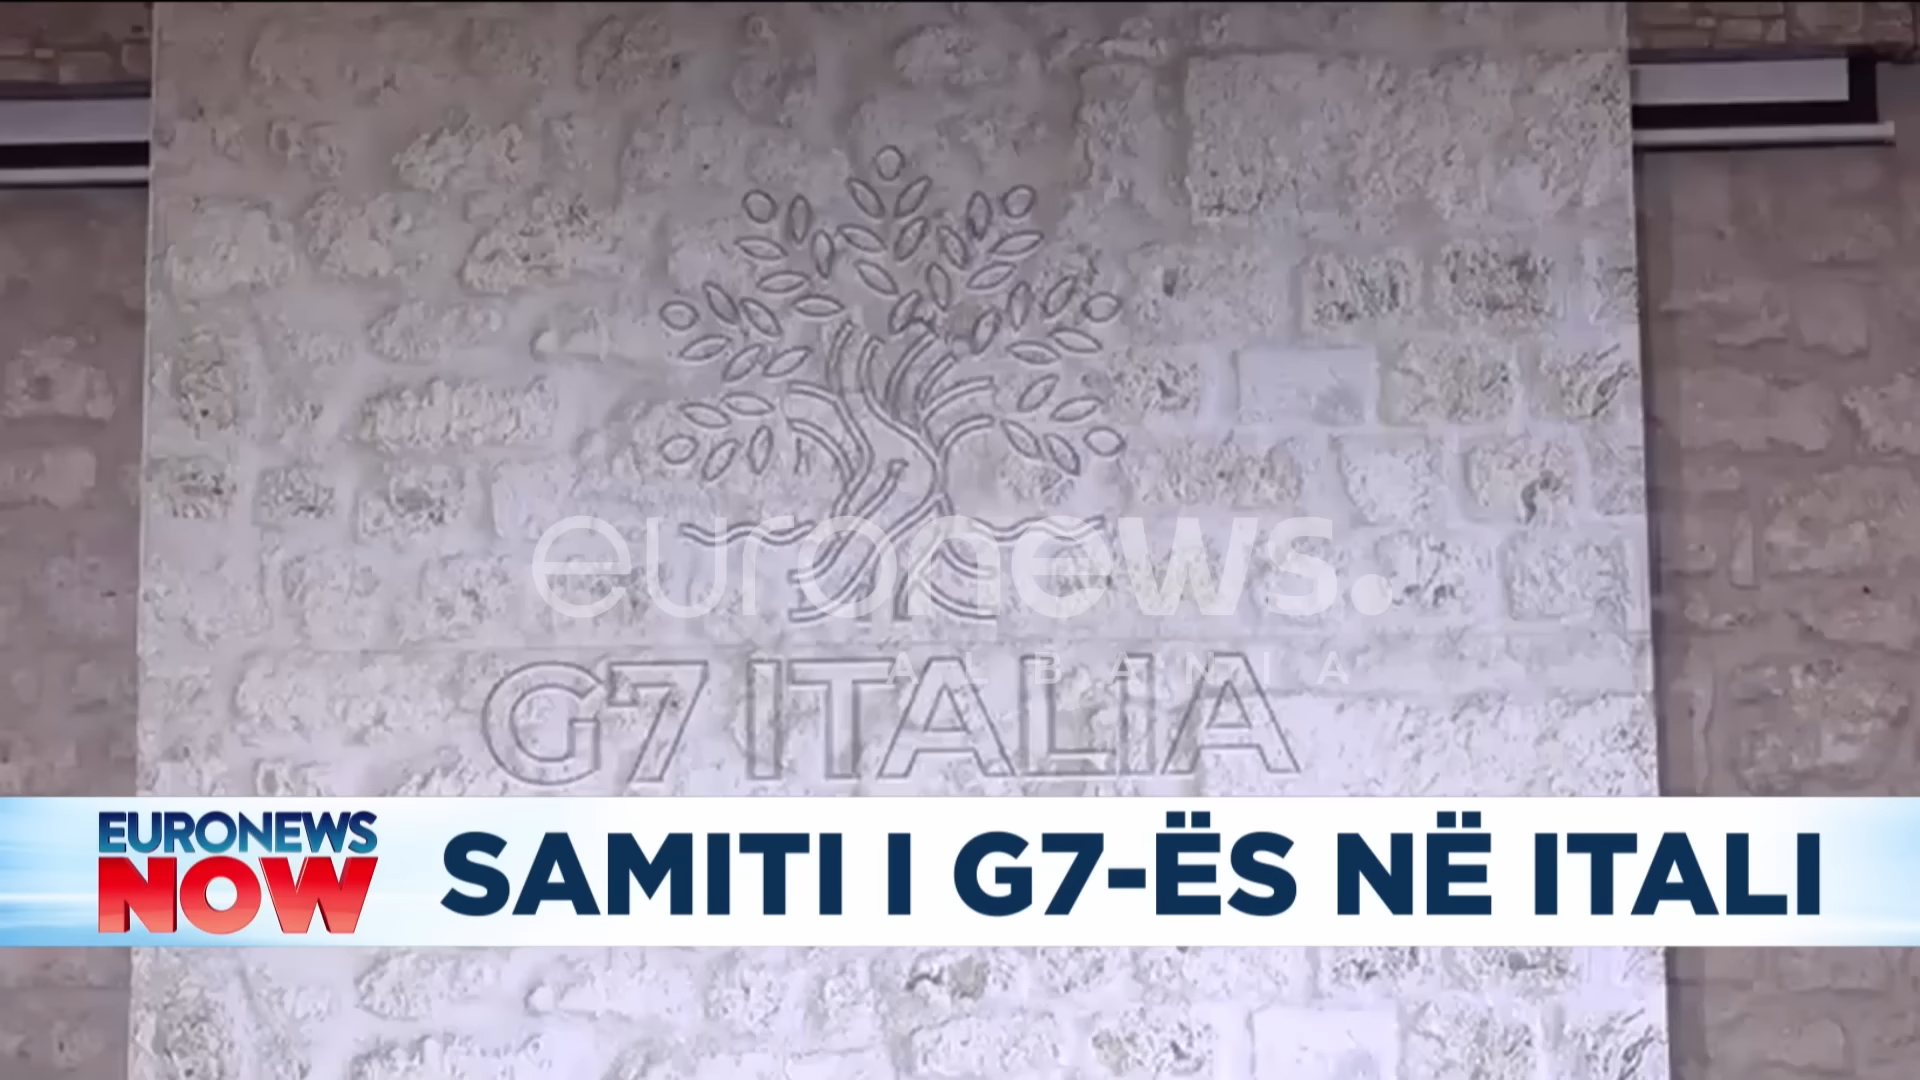 euronews.
ALBANIA
G7 ITALIA
EURONEWS
NOW
SAMITI I G7-ËS NË ITALI